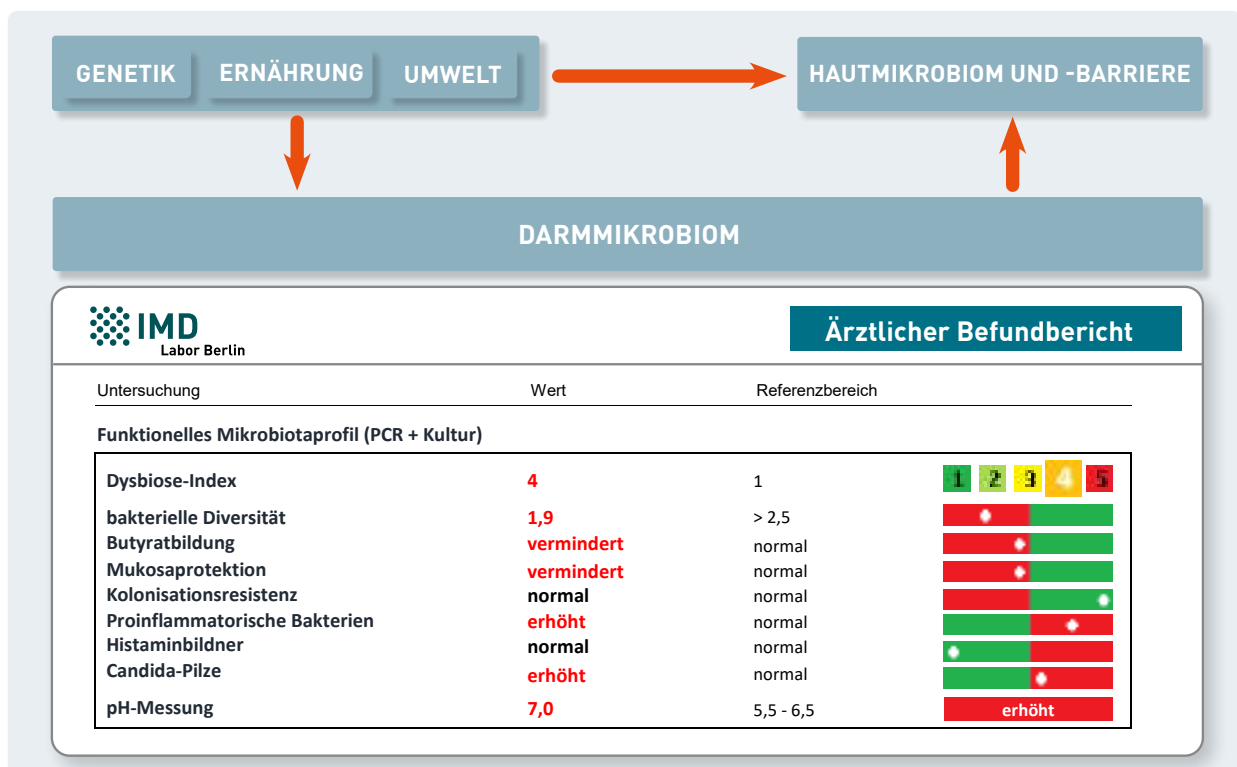 GENETIK ERNÄHRUNG UMWELT HAUTMIKROBIOM UND -BARRIERE
DARMMIKROBIOM
IMD
Labor Berlin
Ärztlicher Befundbericht
Untersuchung Wert Referenzbereich
Funktionelles Mikrobiotaprofil (PCR + Kultur)
Dysbiose-Index 4 1 1 2 3 4 5
bakterielle Diversität 1,9 > 2,5
Butyratbildung vermindert normal
Mukosaprotektion vermindert normal
Kolonisationsresistenz normal normal
Proinflammatorische Bakterien erhöht normal
Histaminbildner normal normal
Candida-Pilze erhöht normal
pH-Messung 7,0 5,5 - 6,5 erhöht